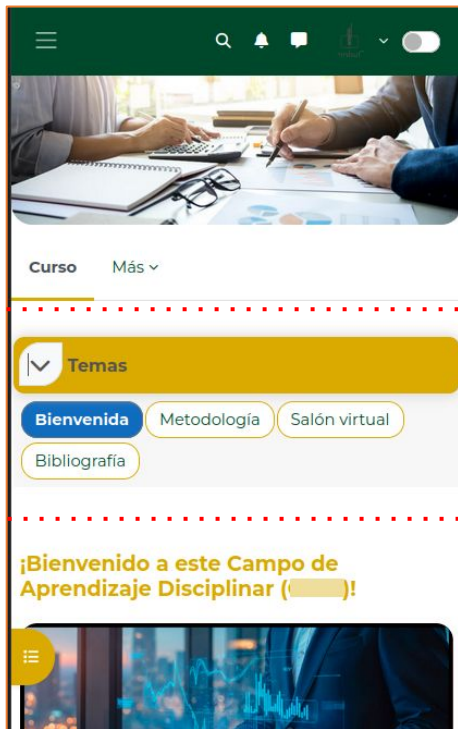 Curso Más
Temas
Bienvenida Metodología Salón virtual
Bibliografía
¡Bienvenido a este Campo de
Aprendizaje Disciplinar ( )!